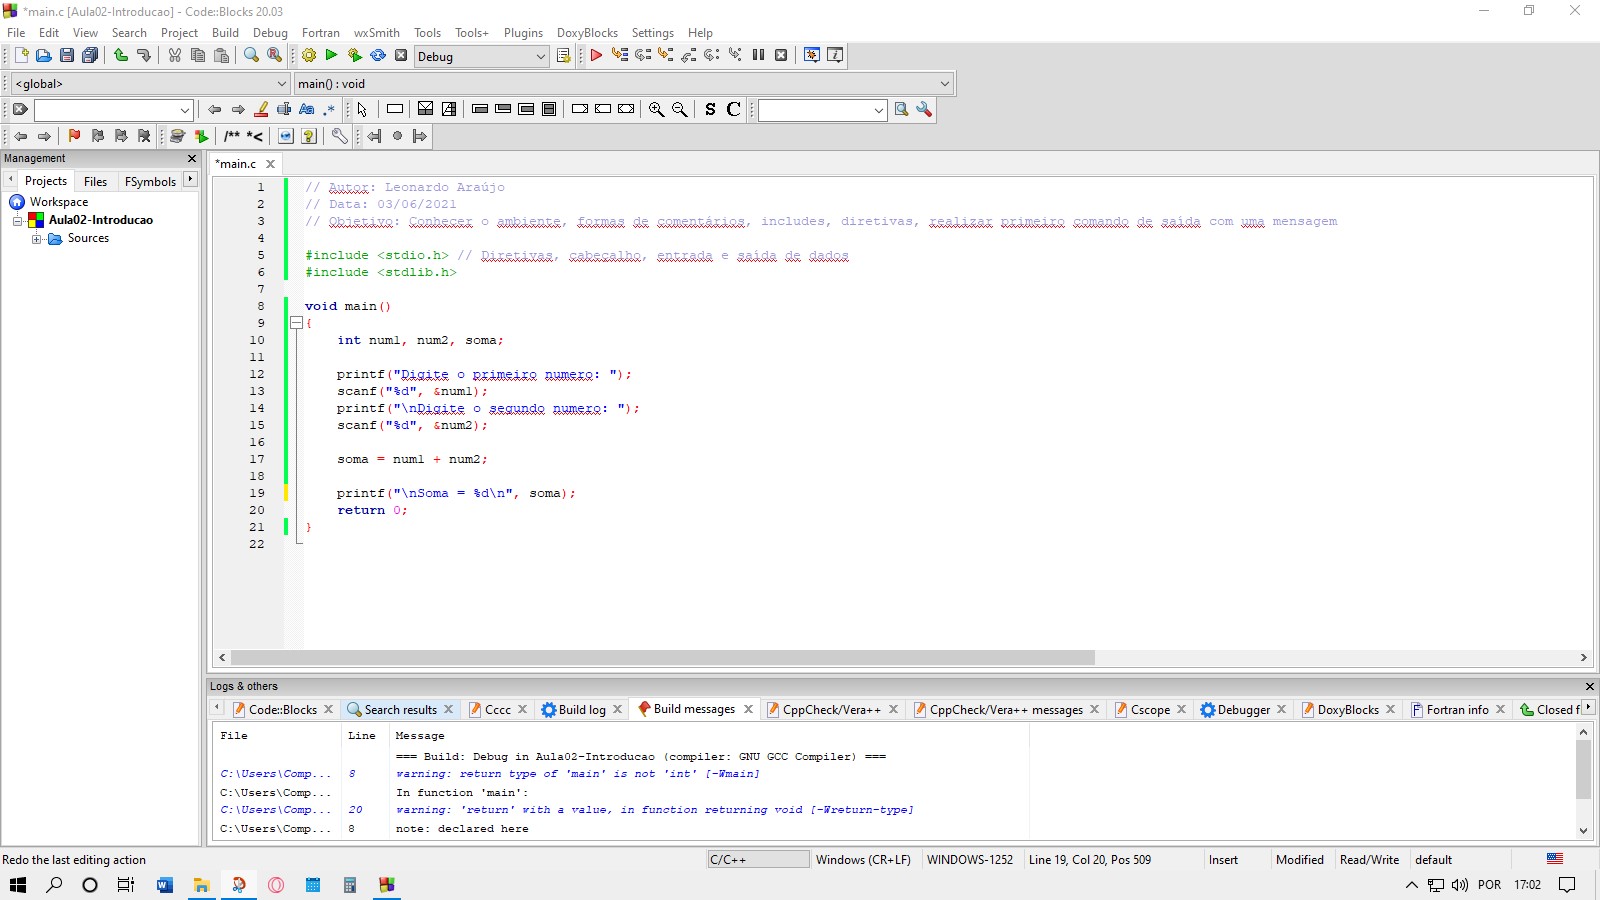 *main.c [Aula02-Introducao] - Code::Blocks 20.03
File Edit View Search Project Build Debug Fortran wxSmith Tools Tools+ Plugins DoxyBlocks Settings Help
Debug
<global> main() : void
Aa .*
S C
/** *<
Management
Projects Files FSymbols
Workspace
Aula02-Introducao
Sources
*main.c
1 // Autor: Leonardo Araújo
2 // Data: 03/06/2021
3 // Objetivo: Conhecer o ambiente, formas de comentários, includes, diretivas, realizar primeiro comando de saída com uma mensagem
4
5 #include <stdio.h> // Diretivas, cabeçalho, entrada e saída de dados
6 #include <stdlib.h>
7
8 void main()
9 {
10 int num1, num2, soma;
11
12 printf("Digite o primeiro numero: ");
13 scanf("%d", &num1);
14 printf("\nDigite o segundo numero: ");
15 scanf("%d", &num2);
16
17 soma = num1 + num2;
18
19 printf("\nSoma = %d\n", soma);
20 return 0;
21 }
22
Logs & others
Code::Blocks Search results Cccc Build log Build messages CppCheck/Vera++ CppCheck/Vera++ messages Cscope Debugger DoxyBlocks Fortran info Closed f
File Line Message
=== Build: Debug in Aula02-Introducao (compiler: GNU GCC Compiler) ===
C:\Users\Comp... 8 warning: return type of 'main' is not 'int' [-Wmain]
C:\Users\Comp... In function 'main':
C:\Users\Comp... 20 warning: 'return' with a value, in function returning void [-Wreturn-type]
C:\Users\Comp... 8 note: declared here
Redo the last editing action C/C++ Windows (CR+LF) WINDOWS-1252 Line 19, Col 20, Pos 509 Insert Modified Read/Write default
POR 17:02